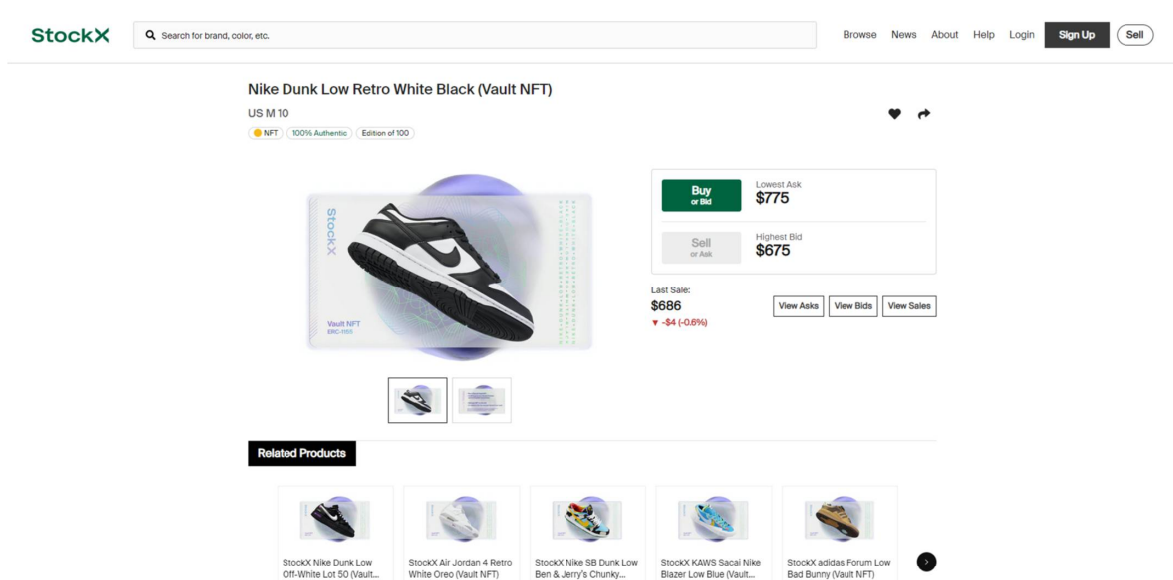 StockX
Search for brand, color, etc.
Browse News About Help Login Sign Up Sell
Nike Dunk Low Retro White Black (Vault NFT)
US M 10
NFT 100% Authentic Edition of 100
StockX
Vault NFT
ERC-1155
Buy
or Bid
Lowest Ask
$775
Sell
or Ask
Highest Bid
$675
Last Sale:
$686
▼ -$4 (-0.6%)
View Asks View Bids View Sales
Related Products
StockX Nike Dunk Low
Off-White Lot 50 (Vault...
StockX Air Jordan 4 Retro
White Oreo (Vault NFT)
StockX Nike SB Dunk Low
Ben & Jerry's Chunky...
StockX KAWS Sacai Nike
Blazer Low Blue (Vault...
StockX adidas Forum Low
Bad Bunny (Vault NFT)